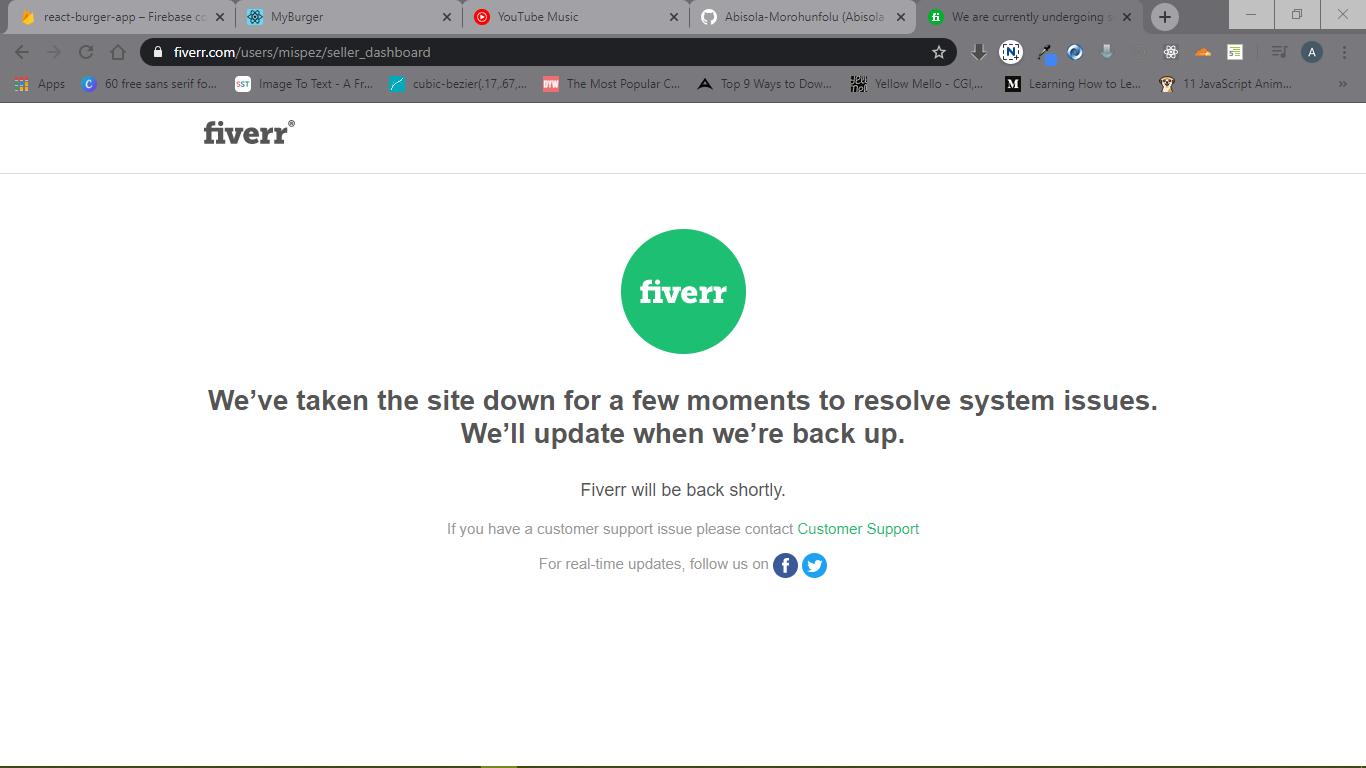 react-burger-app – Firebase co
MyBurger
YouTube Music
Abisola-Morohunfolu (Abisola
We are currently undergoing s
fiverr.com/users/mispez/seller_dashboard
A
Apps
60 free sans serif fo...
SST
Image To Text - A Fr...
cubic-bezier(.17,.67,...
DYW
The Most Popular C...
Top 9 Ways to Dow...
Yellow Mello - CGI,...
Learning How to Le...
11 JavaScript Anim...
»
fiverr®
fiverr
We’ve taken the site down for a few moments to resolve system issues.
We’ll update when we’re back up.
Fiverr will be back shortly.
If you have a customer support issue please contact Customer Support
For real-time updates, follow us on